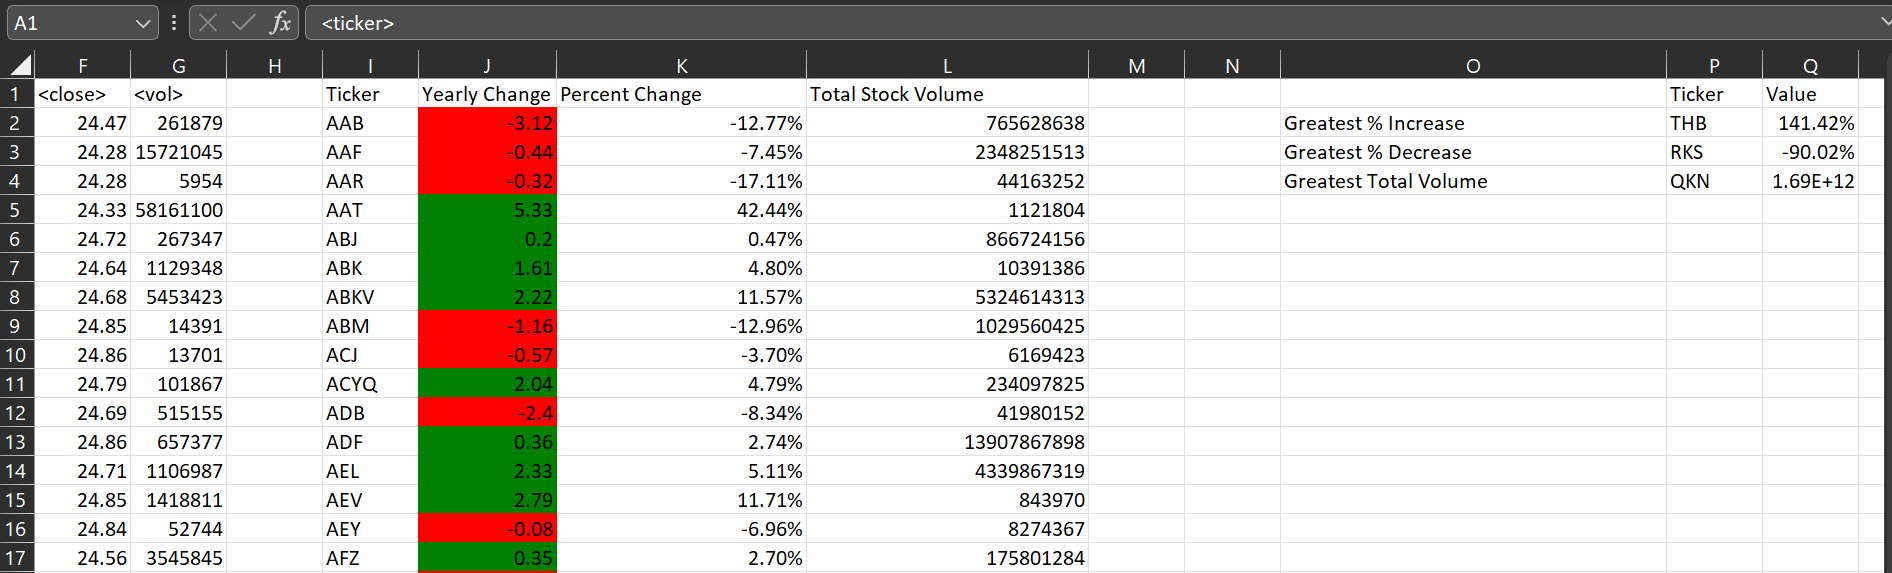 A1 fx <ticker>
F G H I J K L M N O P Q
1 <close> <vol> Ticker Yearly Change Percent Change Total Stock Volume Ticker Value
2 24.47 261879 AAB -3.12 -12.77% 765628638 Greatest % Increase THB 141.42%
3 24.28 15721045 AAF -0.44 -7.45% 2348251513 Greatest % Decrease RKS -90.02%
4 24.28 5954 AAR -0.32 -17.11% 44163252 Greatest Total Volume QKN 1.69E+12
5 24.33 58161100 AAT 5.33 42.44% 1121804
6 24.72 267347 ABJ 0.2 0.47% 866724156
7 24.64 1129348 ABK 1.61 4.80% 10391386
8 24.68 5453423 ABKV 2.22 11.57% 5324614313
9 24.85 14391 ABM -1.16 -12.96% 1029560425
10 24.86 13701 ACJ -0.57 -3.70% 6169423
11 24.79 101867 ACYQ 2.04 4.79% 234097825
12 24.69 515155 ADB -2.4 -8.34% 41980152
13 24.86 657377 ADF 0.36 2.74% 13907867898
14 24.71 1106987 AEL 2.33 5.11% 4339867319
15 24.85 1418811 AEV 2.79 11.71% 843970
16 24.84 52744 AEY -0.08 -6.96% 8274367
17 24.56 3545845 AFZ 0.35 2.70% 175801284